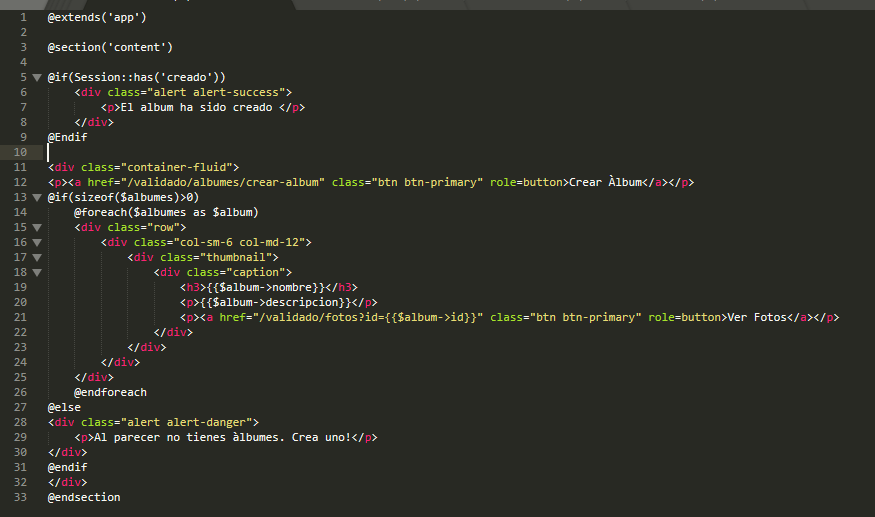 1 @extends('app')
2
3 @section('content')
4
5 @if(Session::has('creado'))
6 <div class="alert alert-success">
7 <p>El album ha sido creado </p>
8 </div>
9 @Endif
10
11 <div class="container-fluid">
12 <p><a href="/validado/albumes/crear-album" class="btn btn-primary" role=button>Crear Àlbum</a></p>
13 @if(sizeof($albumes)>0)
14 @foreach($albumes as $album)
15 <div class="row">
16 <div class="col-sm-6 col-md-12">
17 <div class="thumbnail">
18 <div class="caption">
19 <h3>{{$album->nombre}}</h3>
20 <p>{{$album->descripcion}}</p>
21 <p><a href="/validado/fotos?id={{$album->id}}" class="btn btn-primary" role=button>Ver Fotos</a></p>
22 </div>
23 </div>
24 </div>
25 </div>
26 @endforeach
27 @else
28 <div class="alert alert-danger">
29 <p>Al parecer no tienes àlbumes. Crea uno!</p>
30 </div>
31 @endif
32 </div>
33 @endsection